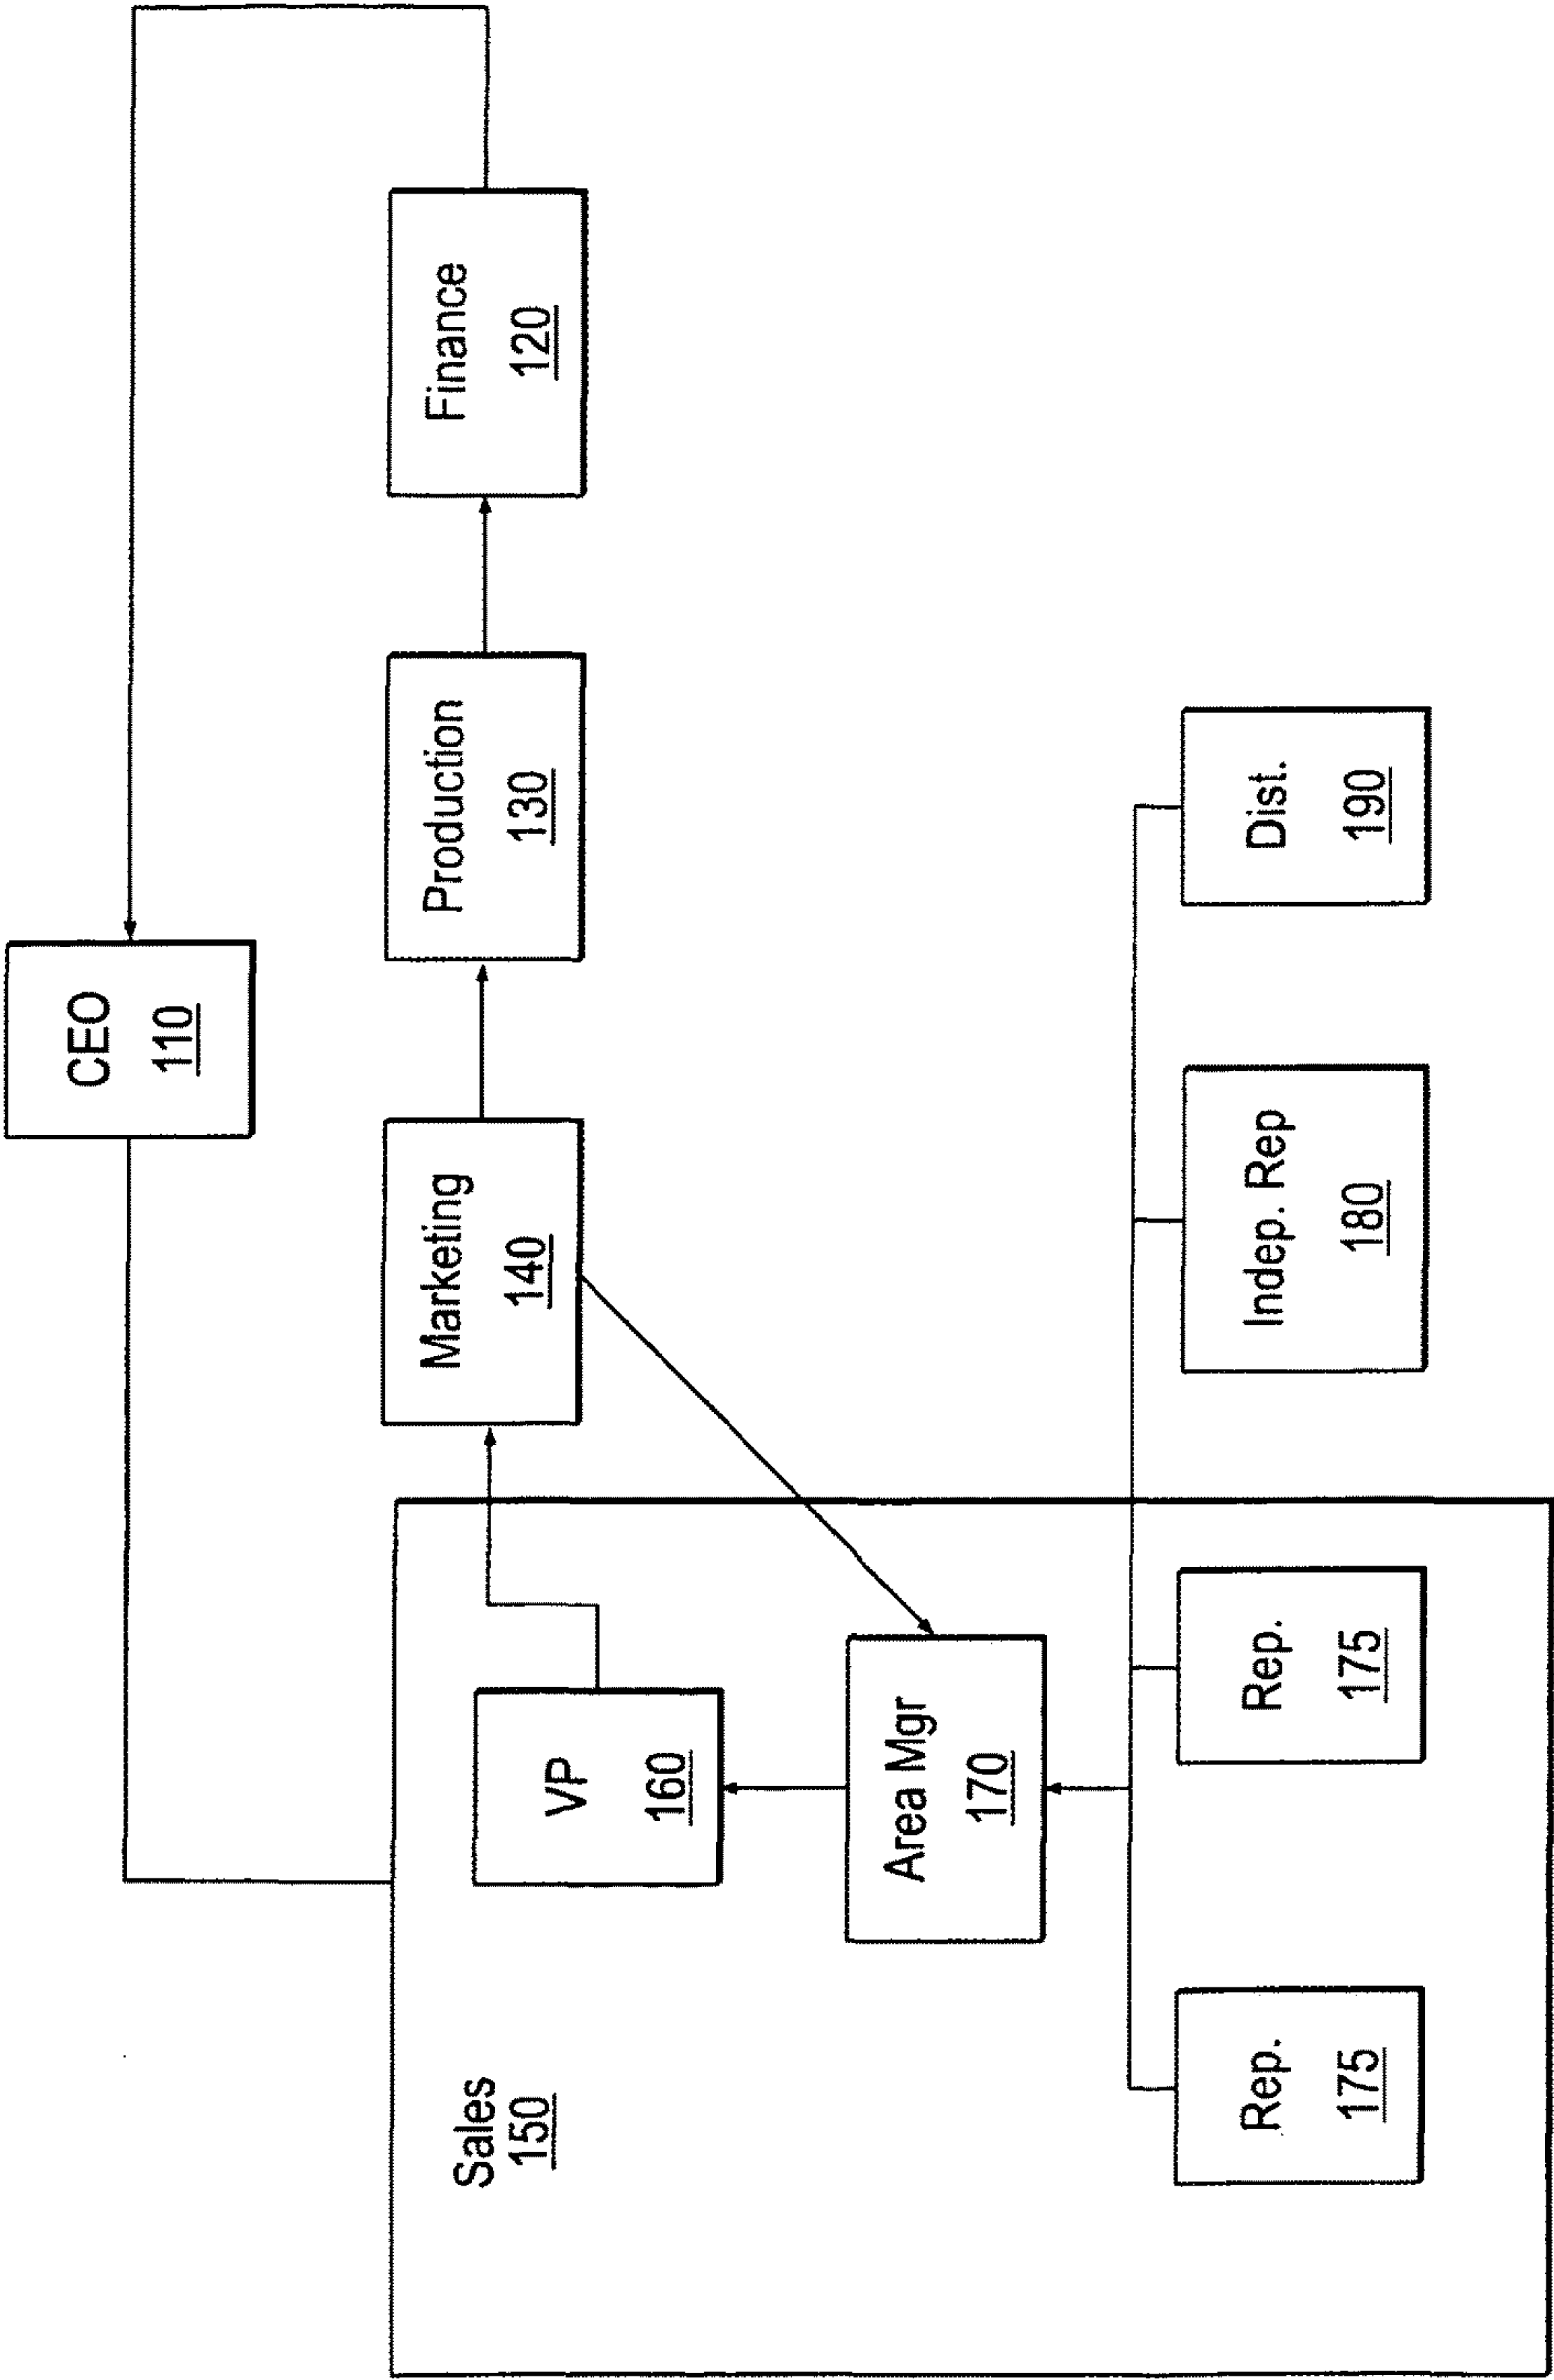 CEO
110
Sales
150
VP
160
Marketing
140
Production
130
Finance
120
Area Mgr
170
Rep.
175
Rep.
175
Indep. Rep
180
Dist.
190